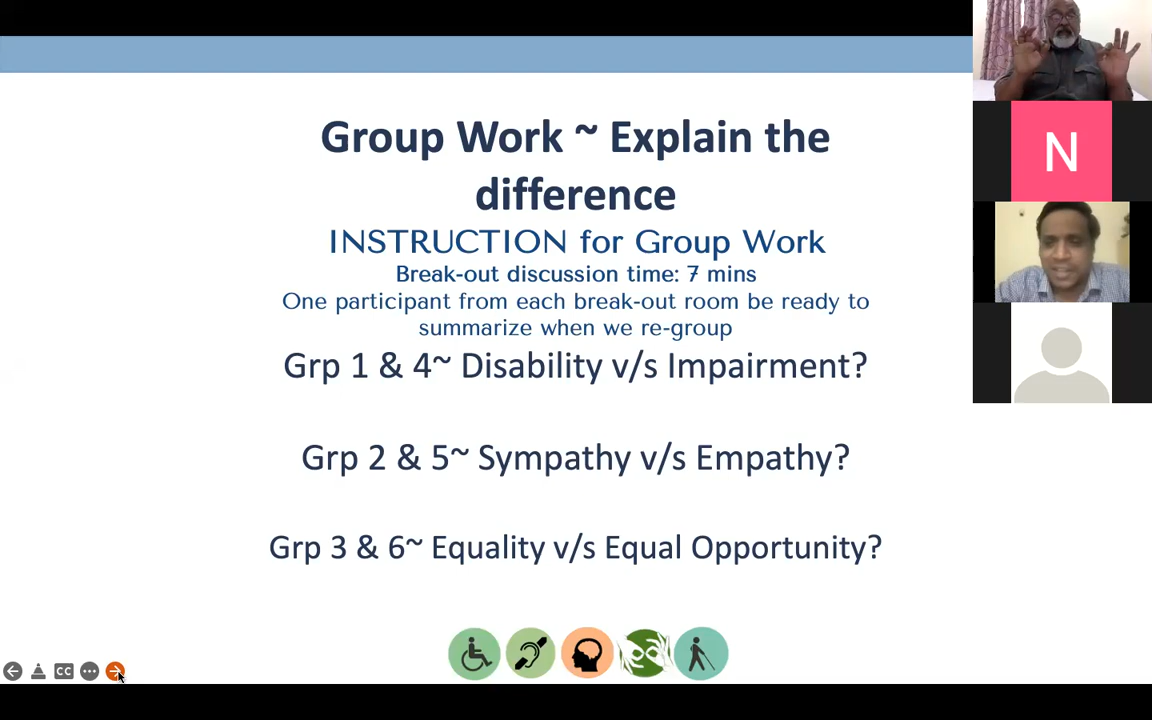 Group Work ~ Explain the
difference
INSTRUCTION for Group Work
Break-out discussion time: 7 mins
One participant from each break-out room be ready to
summarize when we re-group
Grp 1 & 4~ Disability v/s Impairment?
Grp 2 & 5~ Sympathy v/s Empathy?
Grp 3 & 6~ Equality v/s Equal Opportunity?
N
CC